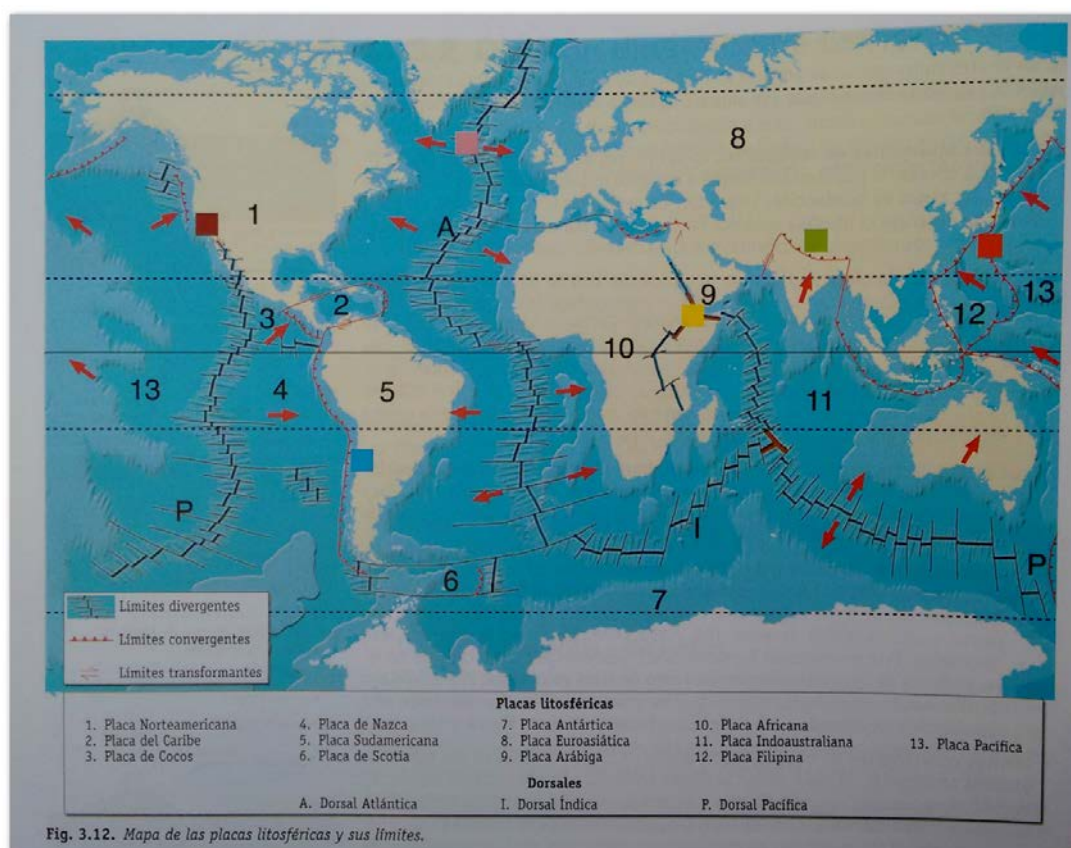 8
1
A
9
2
3
13
12
10
13
4
5
11
P
I
6
P
7
Límites divergentes
Límites convergentes
Límites transformantes
Placas litosféricas
1. Placa Norteamericana 4. Placa de Nazca 7. Placa Antártica 10. Placa Africana
2. Placa del Caribe 5. Placa Sudamericana 8. Placa Euroasiática 11. Placa Indoaustraliana 13. Placa Pacífica
3. Placa de Cocos 6. Placa de Scotia 9. Placa Arábiga 12. Placa Filipina
Dorsales
A. Dorsal Atlántica I. Dorsal Índica P. Dorsal Pacífica
Fig. 3.12. Mapa de las placas litosféricas y sus límites.